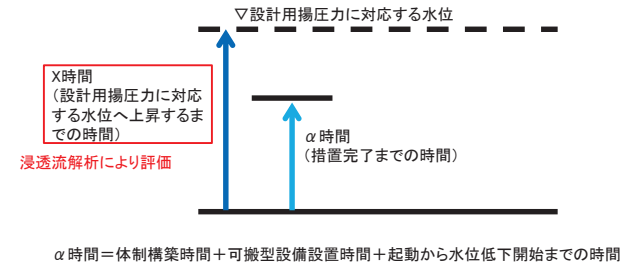 ▽設計用揚圧力に対応する水位
X時間
（設計用揚圧力に対応
する水位へ上昇するま
での時間）
浸透流解析により評価
α時間
（措置完了までの時間）
α時間＝体制構築時間＋可搬型設備設置時間＋起動から水位低下開始までの時間